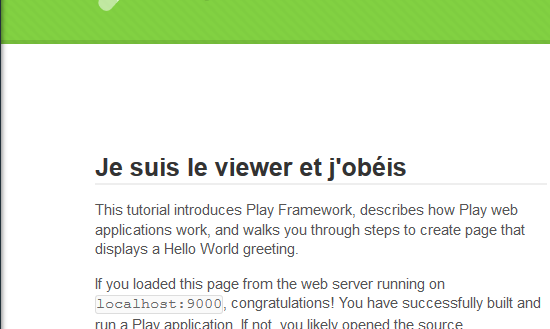 Je suis le viewer et j'obéis
This tutorial introduces Play Framework, describes how Play web
applications work, and walks you through steps to create page that
displays a Hello World greeting.
If you loaded this page from the web server running on
localhost:9000, congratulations! You have successfully built and
run a Play application. If not, you likely opened the source